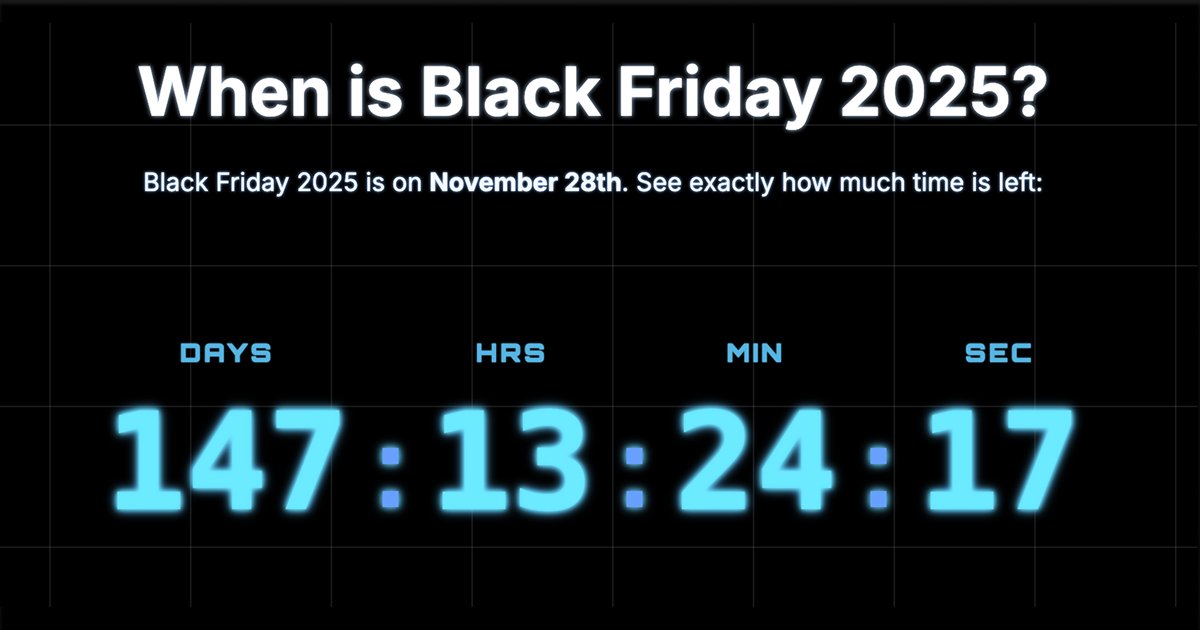 When is Black Friday 2025?
Black Friday 2025 is on November 28th. See exactly how much time is left:
DAYS HRS MIN SEC
147 : 13 : 24 : 17